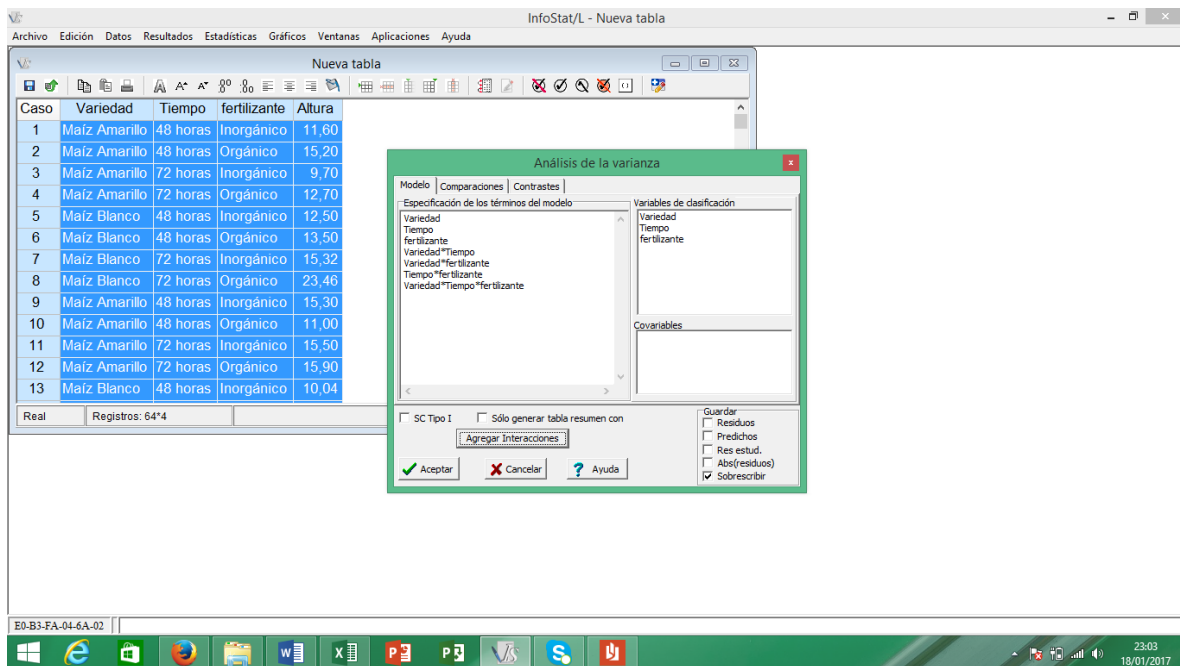 InfoStat/L - Nueva tabla
Archivo Edición Datos Resultados Estadísticas Gráficos Ventanas Aplicaciones Ayuda
Nueva tabla
Caso Variedad Tiempo fertilizante Altura
1 Maíz Amarillo 48 horas Inorgánico 11,60
2 Maíz Amarillo 48 horas Orgánico 15,20
3 Maíz Amarillo 72 horas Inorgánico 9,70
4 Maíz Amarillo 72 horas Orgánico 12,70
5 Maíz Blanco 48 horas Inorgánico 12,50
6 Maíz Blanco 48 horas Orgánico 13,50
7 Maíz Blanco 72 horas Inorgánico 15,32
8 Maíz Blanco 72 horas Orgánico 23,46
9 Maíz Amarillo 48 horas Inorgánico 15,30
10 Maíz Amarillo 48 horas Orgánico 11,00
11 Maíz Amarillo 72 horas Inorgánico 15,50
12 Maíz Amarillo 72 horas Orgánico 15,90
13 Maíz Blanco 48 horas Inorgánico 10,04
Real Registros: 64*4
Análisis de la varianza
Modelo Comparaciones Contrastes
Especificación de los términos del modelo
Variedad
Tiempo
fertilizante
Variedad*Tiempo
Variedad*fertilizante
Tiempo*fertilizante
Variedad*Tiempo*fertilizante
Variables de clasificación
Variedad
Tiempo
fertilizante
Covariables
SC Tipo I Sólo generar tabla resumen con
Agregar Interacciones
Aceptar Cancelar Ayuda
Guardar
Residuos
Predichos
Res estud.
Abs(residuos)
Sobrescribir
E0-B3-FA-04-6A-02
23:03
18/01/2017